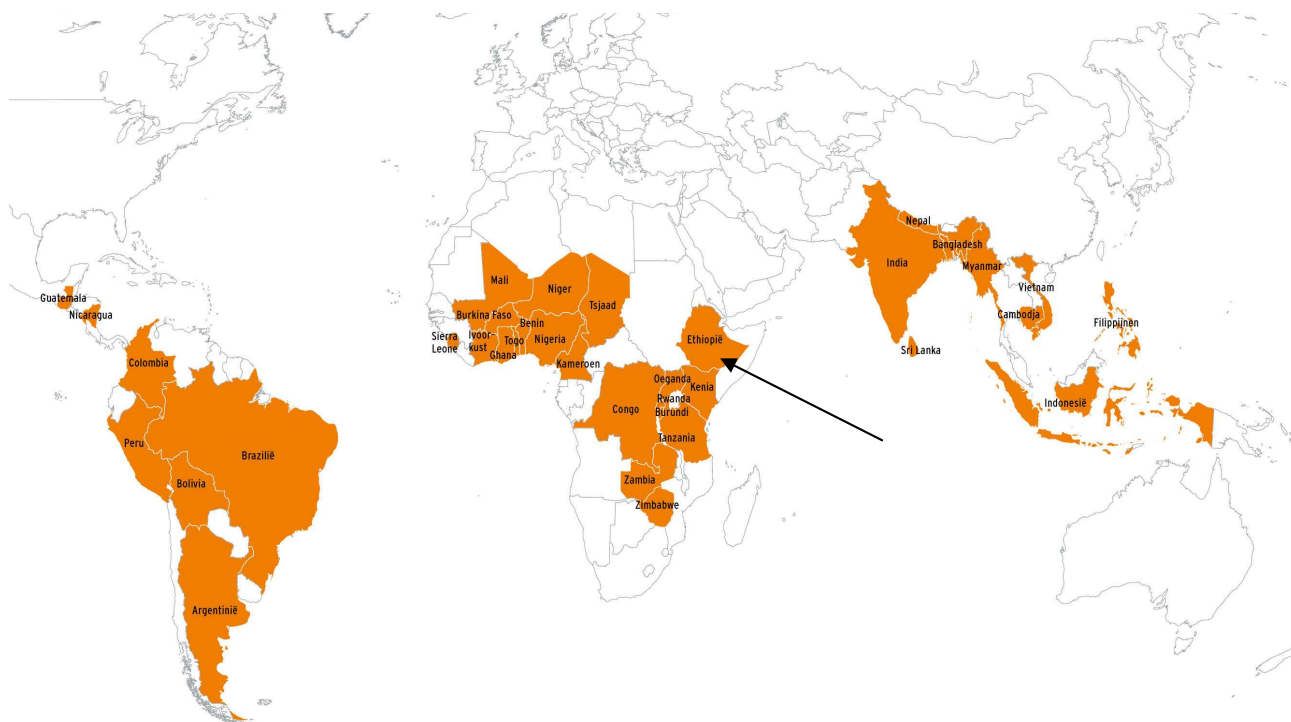 Guatemala
Nicaragua
Colombia
Peru
Brazilië
Bolivia
Argentinië
Mali
Niger
Tsjaad
Burkina Faso
Benin
Sierra
Leone
Ivoor-
kust
Togo
Ghana
Nigeria
Kameroen
Ethiopië
Oeganda
Kenia
Rwanda
Burundi
Congo
Tanzania
Zambia
Zimbabwe
Nepal
Bangladesh
India
Myanmar
Vietnam
Cambodja
Filippijnen
Sri Lanka
Indonesië